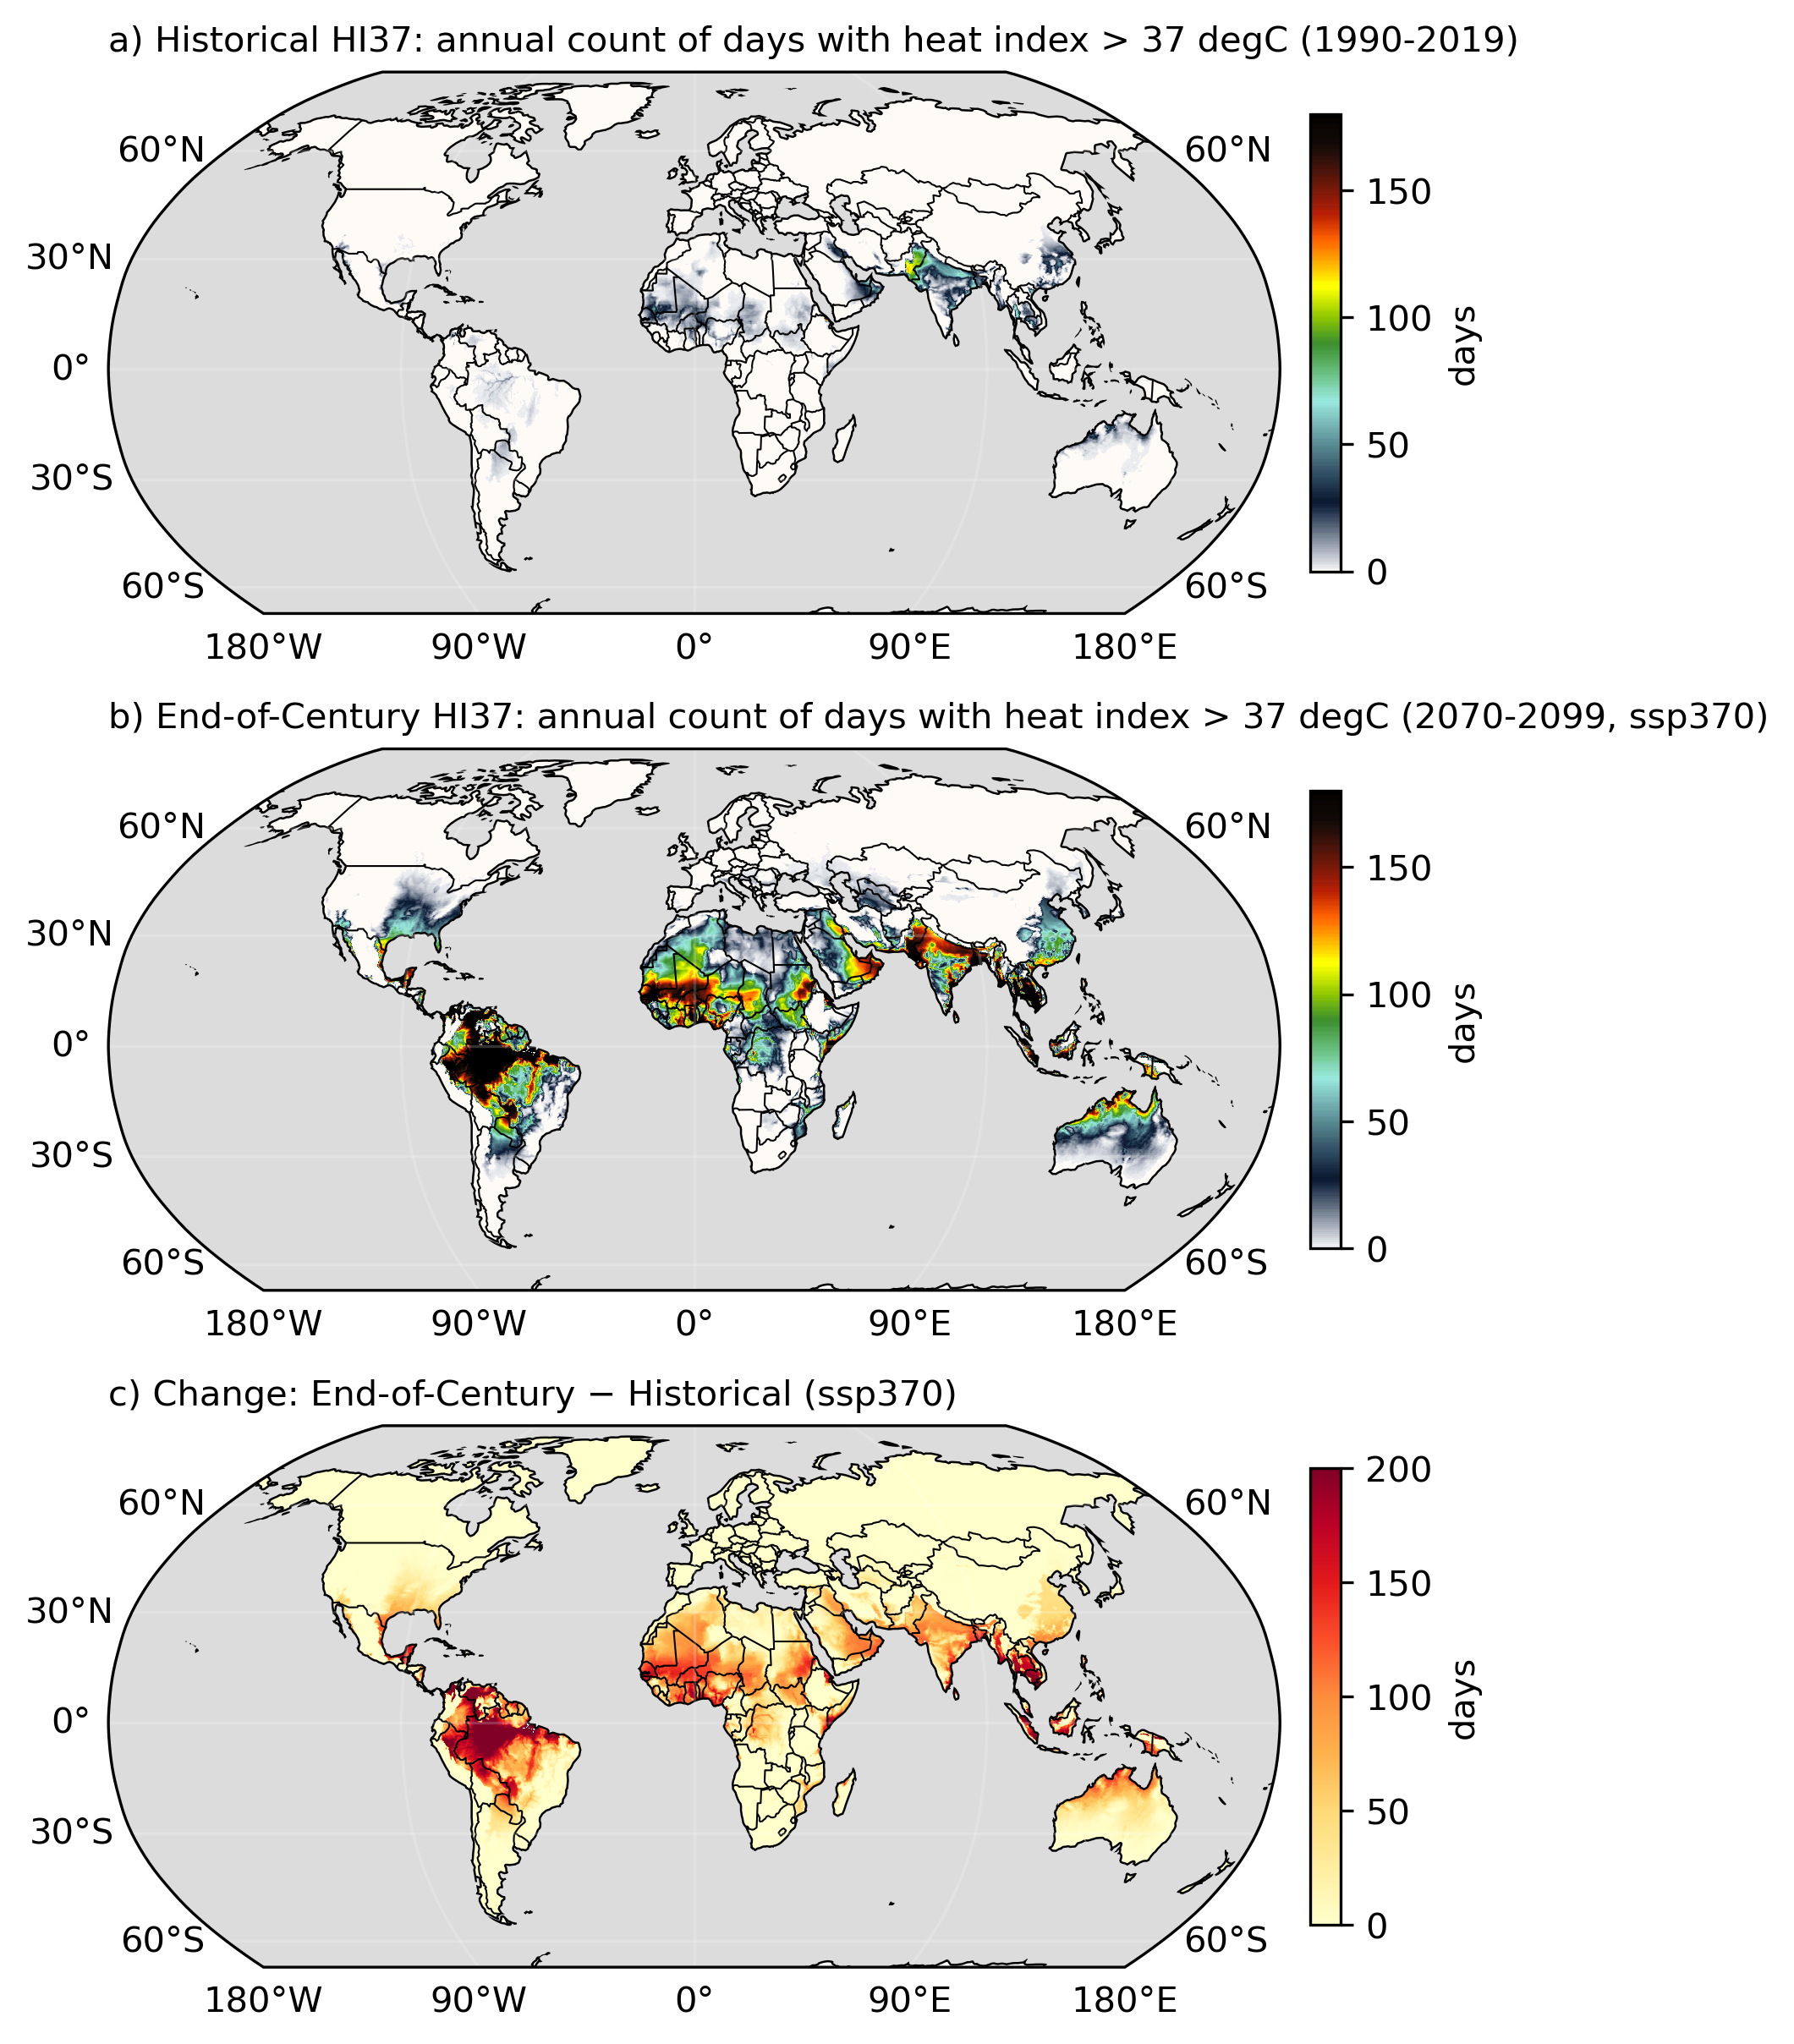 a) Historical HI37: annual count of days with heat index > 37 degC (1990-2019)
60°N 60°N
30°N
0°
30°S
60°S 60°S
180°W 90°W 0° 90°E 180°E
150
100
50
0
days
b) End-of-Century HI37: annual count of days with heat index > 37 degC (2070-2099, ssp370)
60°N 60°N
30°N
0°
30°S
60°S 60°S
180°W 90°W 0° 90°E 180°E
150
100
50
0
days
c) Change: End-of-Century − Historical (ssp370)
60°N 60°N
30°N
0°
30°S
60°S 60°S
180°W 90°W 0° 90°E 180°E
200
150
100
50
0
days